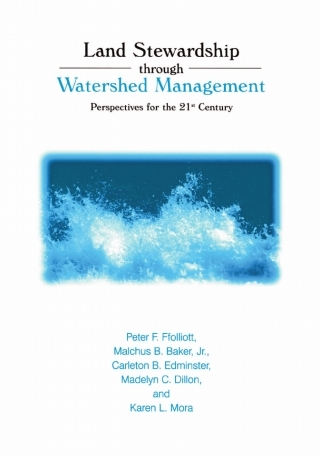 Land Stewardship
through
Watershed Management
Perspectives for the 21st Century
Peter F. Ffolliott,
Malchus B. Baker, Jr.,
Carleton B. Edminster,
Madelyn C. Dillon,
and
Karen L. Mora